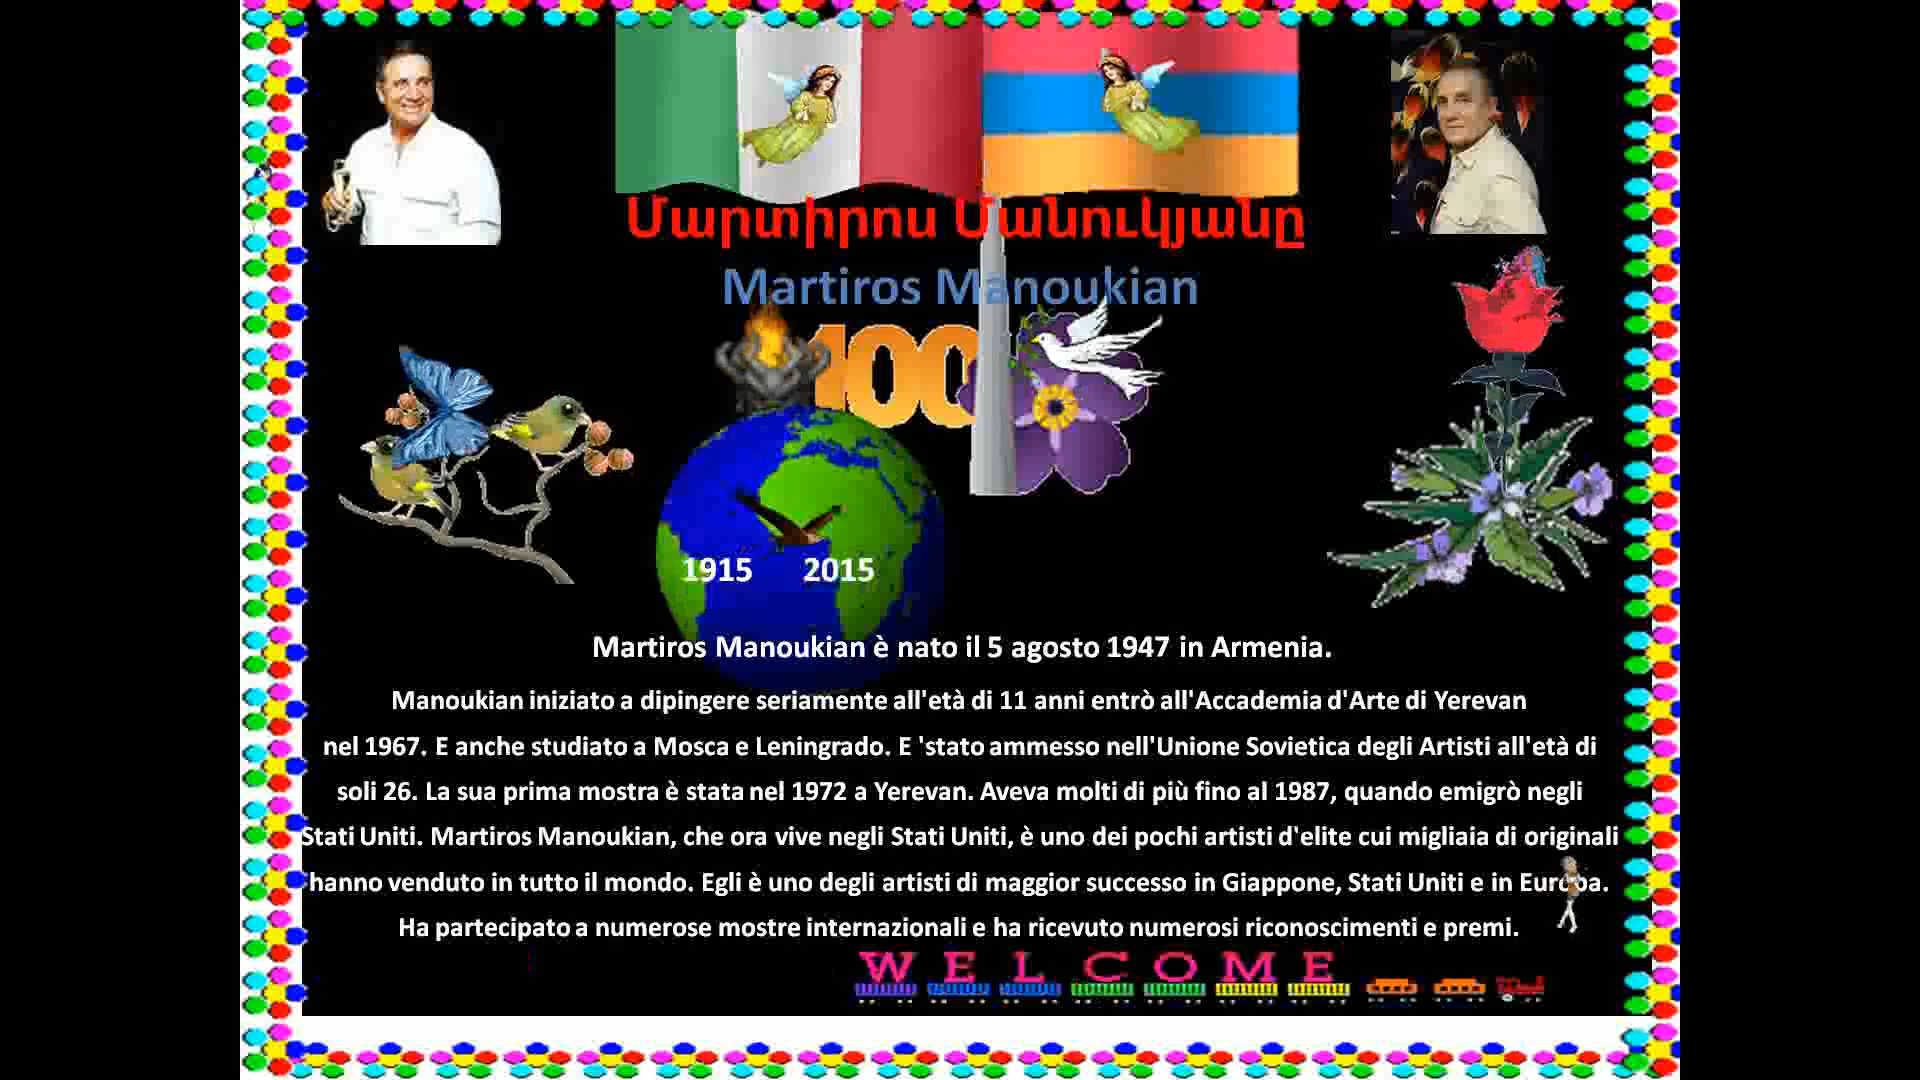 Մարտիրոս Մանուկյանը
Martiros Manoukian
100
1915 2015
Martiros Manoukian è nato il 5 agosto 1947 in Armenia.
Manoukian iniziato a dipingere seriamente all'età di 11 anni entrò all'Accademia d'Arte di Yerevan
nel 1967. E anche studiato a Mosca e Leningrado. E 'stato ammesso nell'Unione Sovietica degli Artisti all'età di
soli 26. La sua prima mostra è stata nel 1972 a Yerevan. Aveva molti di più fino al 1987, quando emigrò negli
Stati Uniti. Martiros Manoukian, che ora vive negli Stati Uniti, è uno dei pochi artisti d'elite cui migliaia di originali
hanno venduto in tutto il mondo. Egli è uno degli artisti di maggior successo in Giappone, Stati Uniti e in Europa.
Ha partecipato a numerose mostre internazionali e ha ricevuto numerosi riconoscimenti e premi.
WELCOME